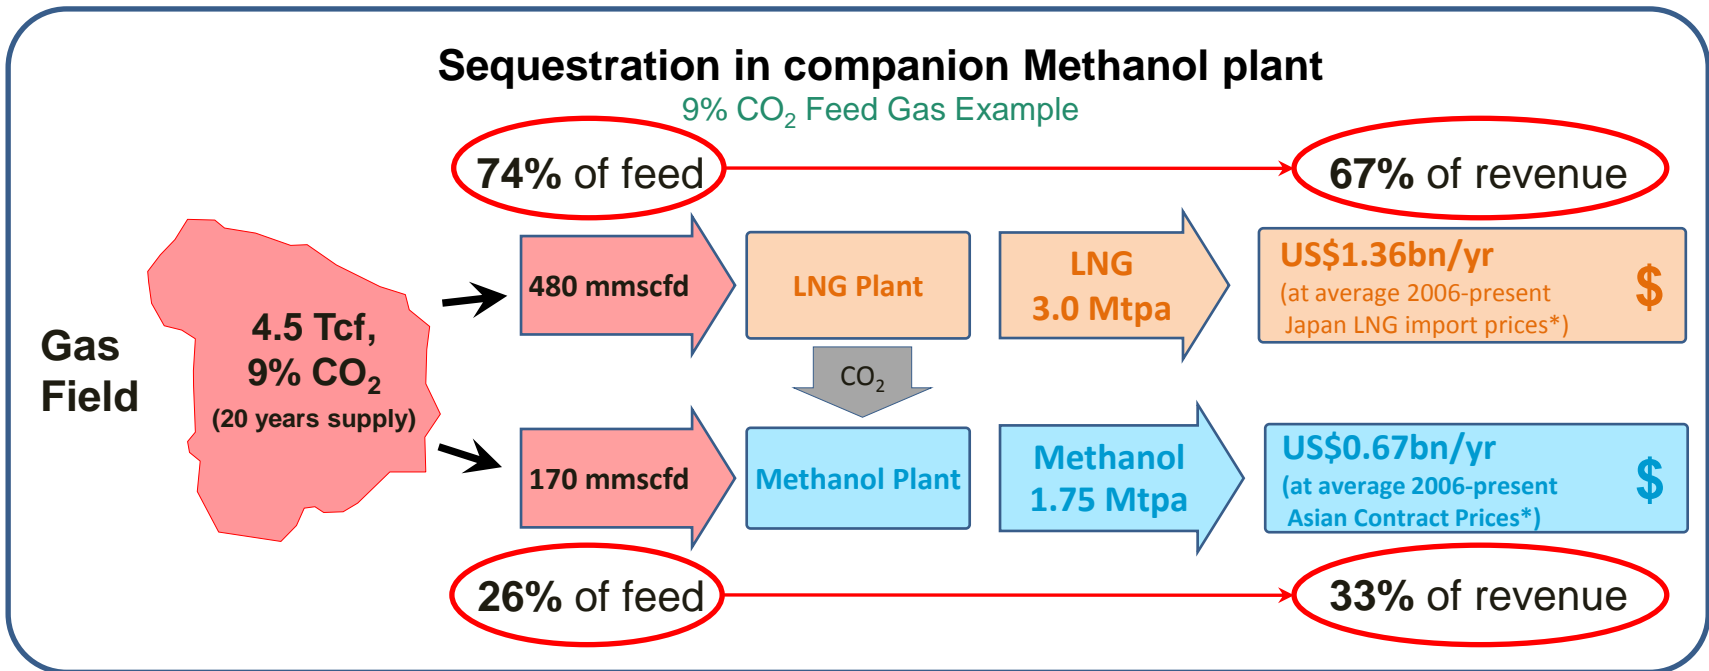 Sequestration in companion Methanol plant
9% CO₂ Feed Gas Example
74% of feed
67% of revenue
Gas
Field
4.5 Tcf,
9% CO₂
(20 years supply)
480 mmscfd
LNG Plant
LNG
3.0 Mtpa
US$1.36bn/yr
(at average 2006-present
Japan LNG import prices*)
$
CO₂
170 mmscfd
Methanol Plant
Methanol
1.75 Mtpa
US$0.67bn/yr
(at average 2006-present
Asian Contract Prices*)
$
26% of feed
33% of revenue